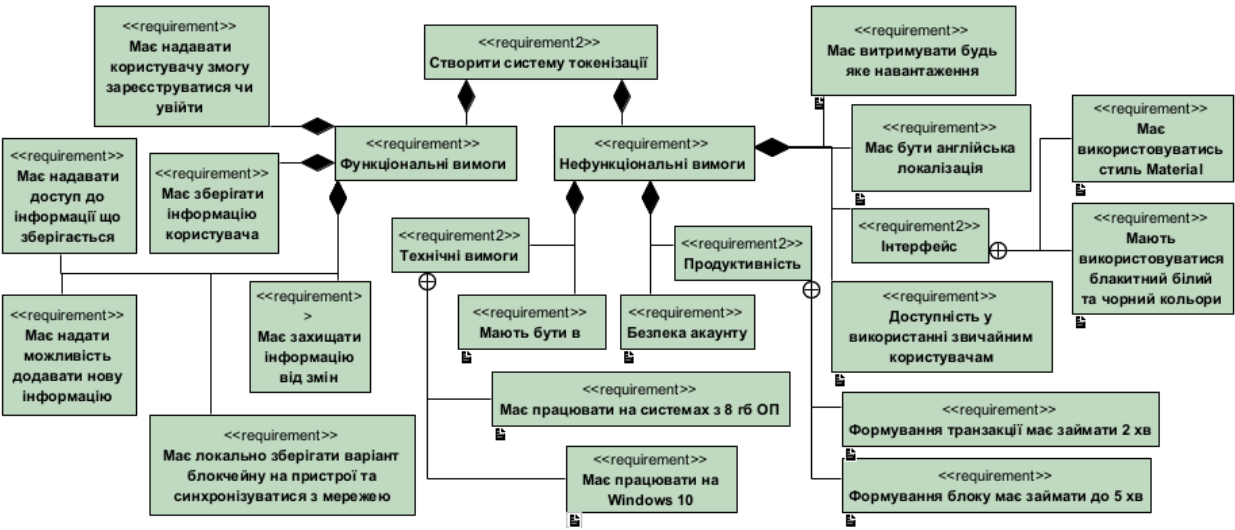 <<requirement>>
Має надавати
користувачу змогу
зареєструватися чи
увійти
<<requirement2>>
Створити систему токенізації
<<requirement>>
Має витримувати будь
яке навантаження
<<requirement>>
Має надавати
доступ до
інформації що
зберігається
<<requirement>>
Має зберігати
інформацію
користувача
<<requirement>>
Функціональні вимоги
<<requirement>>
Нефункціональні вимоги
<<requirement>>
Має бути англійська
локалізація
<<requirement>>
Має
використовуватись
стиль Material
<<requirement2>>
Технічні вимоги
<<requirement2>>
Продуктивність
<<requirement2>>
Інтерфейс
<<requirement>>
Мають
використовуватися
блакитний білий
та чорний кольори
<<requirement>>
Має надати
можливість
додавати нову
інформацію
<<requirement>
>
Має захищати
інформацію
від змін
<<requirement>>
Мають бути в
<<requirement>>
Безпека акаунту
<<requirement>>
Доступність у
використанні звичайним
користувачам
<<requirement>>
Має працювати на системах з 8 гб ОП
<<requirement>>
Формування транзакції має займати 2 хв
<<requirement>>
Має локально зберігати варіант
блокчейну на пристрої та
синхронізуватися з мережею
<<requirement>>
Має працювати на
Windows 10
<<requirement>>
Формування блоку має займати до 5 хв